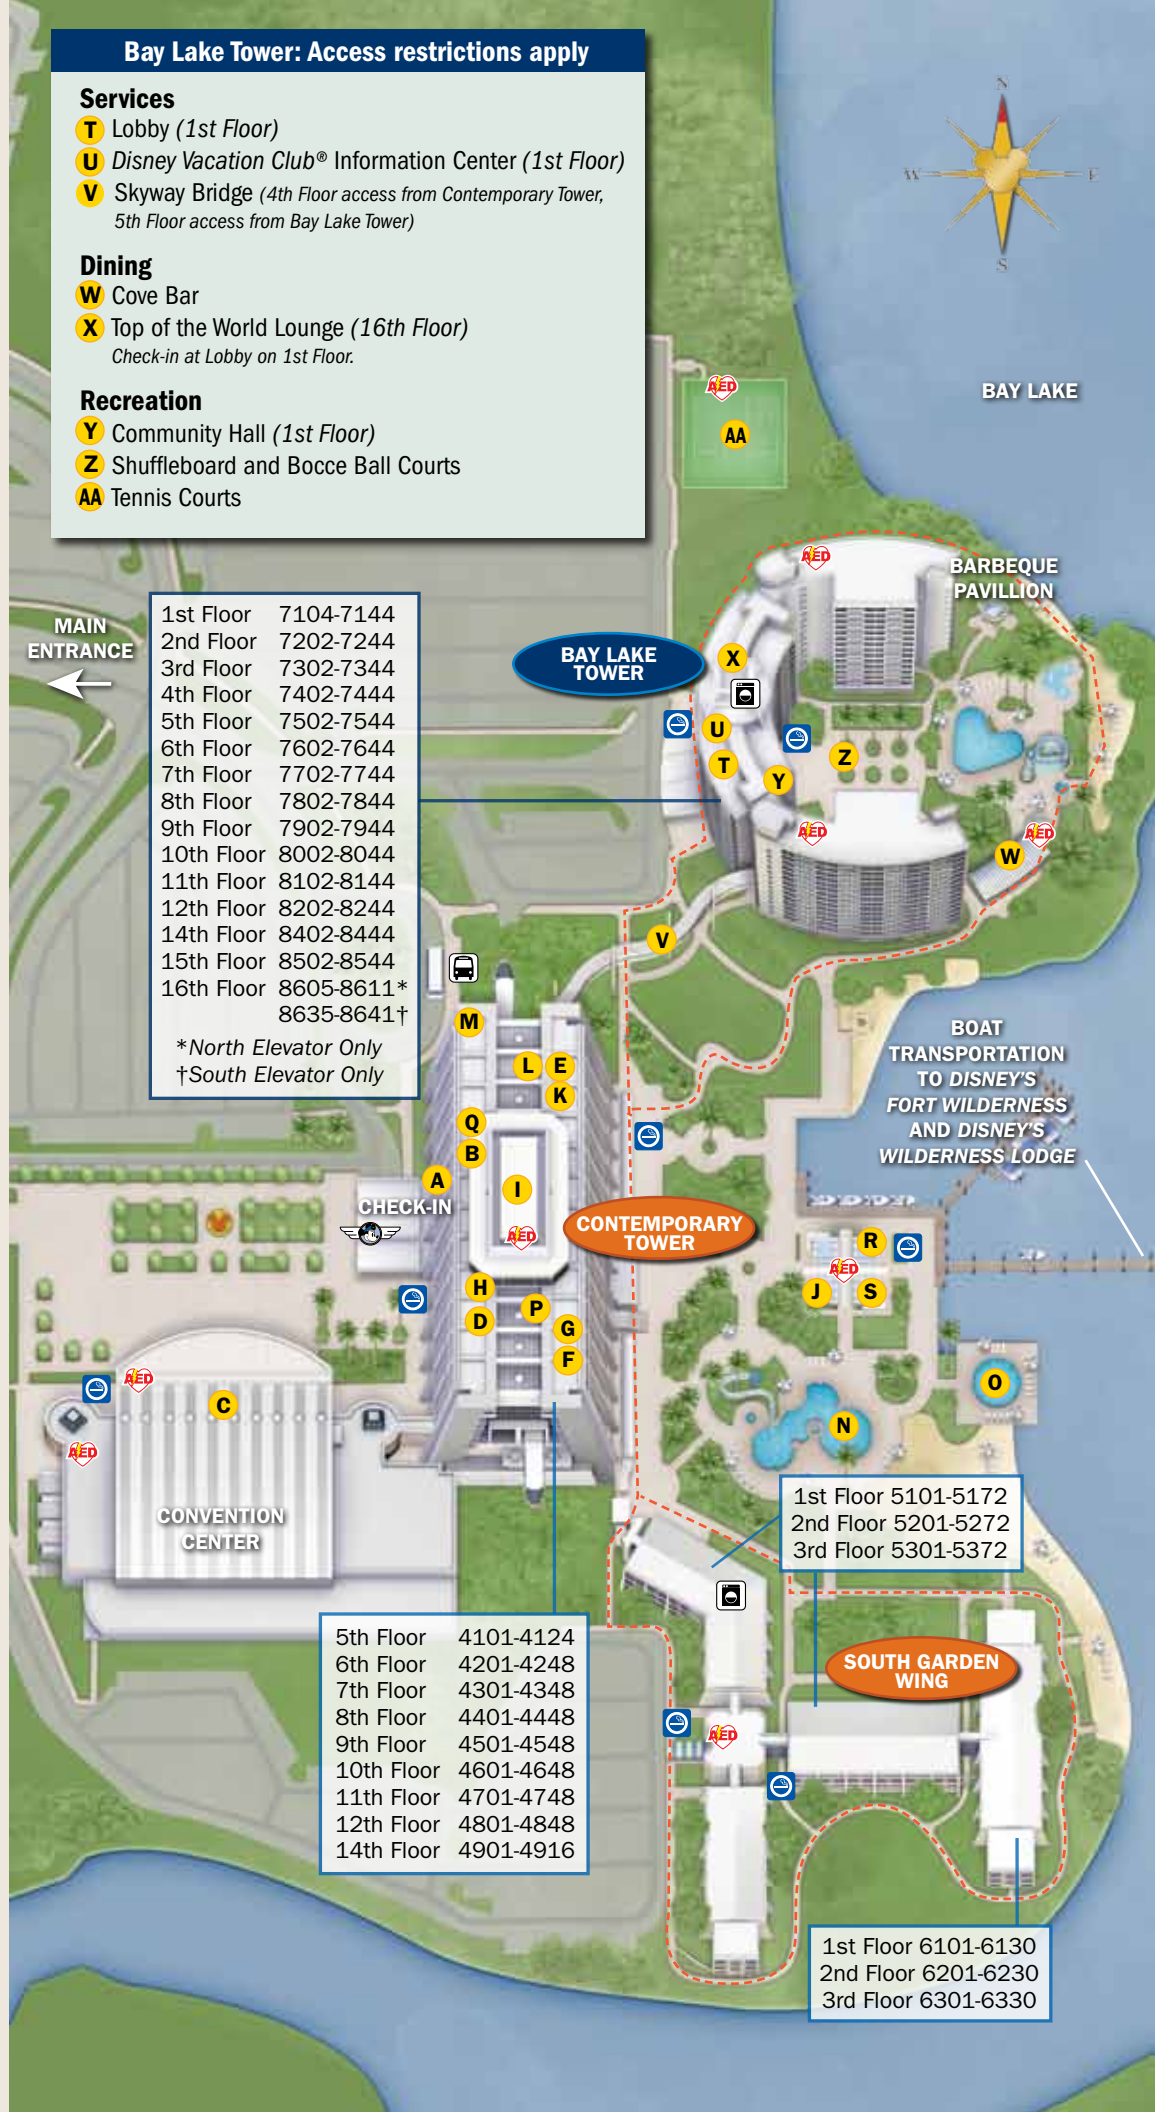 Bay Lake Tower: Access restrictions apply
Services
T Lobby (1st Floor)
U Disney Vacation Club® Information Center (1st Floor)
V Skyway Bridge (4th Floor access from Contemporary Tower,
5th Floor access from Bay Lake Tower)
Dining
W Cove Bar
X Top of the World Lounge (16th Floor)
Check-in at Lobby on 1st Floor.
Recreation
Y Community Hall (1st Floor)
Z Shuffleboard and Bocce Ball Courts
AA Tennis Courts
N
W E
S
BAY LAKE
AED
AA
AED
BARBEQUE
PAVILLION
MAIN
ENTRANCE
1st Floor 7104-7144
2nd Floor 7202-7244
3rd Floor 7302-7344
4th Floor 7402-7444
5th Floor 7502-7544
6th Floor 7602-7644
7th Floor 7702-7744
8th Floor 7802-7844
9th Floor 7902-7944
10th Floor 8002-8044
11th Floor 8102-8144
12th Floor 8202-8244
14th Floor 8402-8444
15th Floor 8502-8544
16th Floor 8605-8611*
8635-8641†
*North Elevator Only
†South Elevator Only
BAY LAKE
TOWER
X
U
T
Y
Z
AED
AED
W
V
M
L E
K
Q
B
A
I
CHECK-IN
AED
CONTEMPORARY
TOWER
BOAT
TRANSPORTATION
TO DISNEY'S
FORT WILDERNESS
AND DISNEY'S
WILDERNESS LODGE
R
AED
J S
H
P
D
G
F
O
N
AED
C
AED
CONVENTION
CENTER
1st Floor 5101-5172
2nd Floor 5201-5272
3rd Floor 5301-5372
5th Floor 4101-4124
6th Floor 4201-4248
7th Floor 4301-4348
8th Floor 4401-4448
9th Floor 4501-4548
10th Floor 4601-4648
11th Floor 4701-4748
12th Floor 4801-4848
14th Floor 4901-4916
SOUTH GARDEN
WING
AED
1st Floor 6101-6130
2nd Floor 6201-6230
3rd Floor 6301-6330